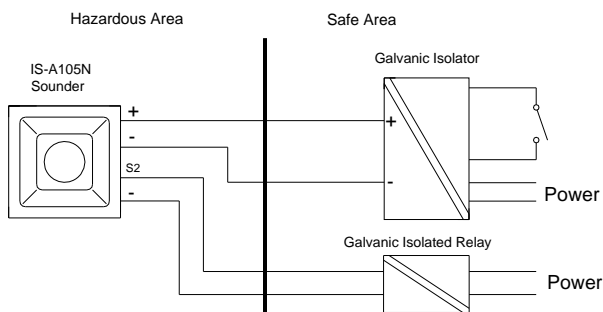 Hazardous Area
Safe Area
Galvanic Isolator
IS-A105N
Sounder
+
-
S2
-
+
-
Power
Galvanic Isolated Relay
Power